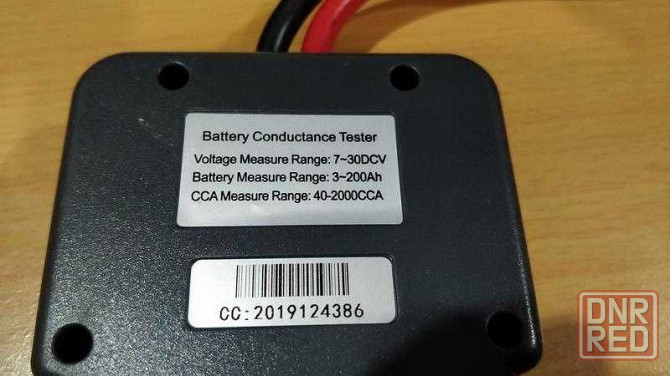 Battery Conductance Tester
Voltage Measure Range: 7~30DCV
Battery Measure Range: 3~200Ah
CCA Measure Range: 40-2000CCA
CC:2019124386
DNR
RED